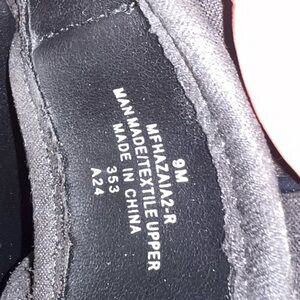 9M
MFHAZAIA2-R
MAN MADE/TEXTILE UPPER
MADE IN CHINA
353
A24